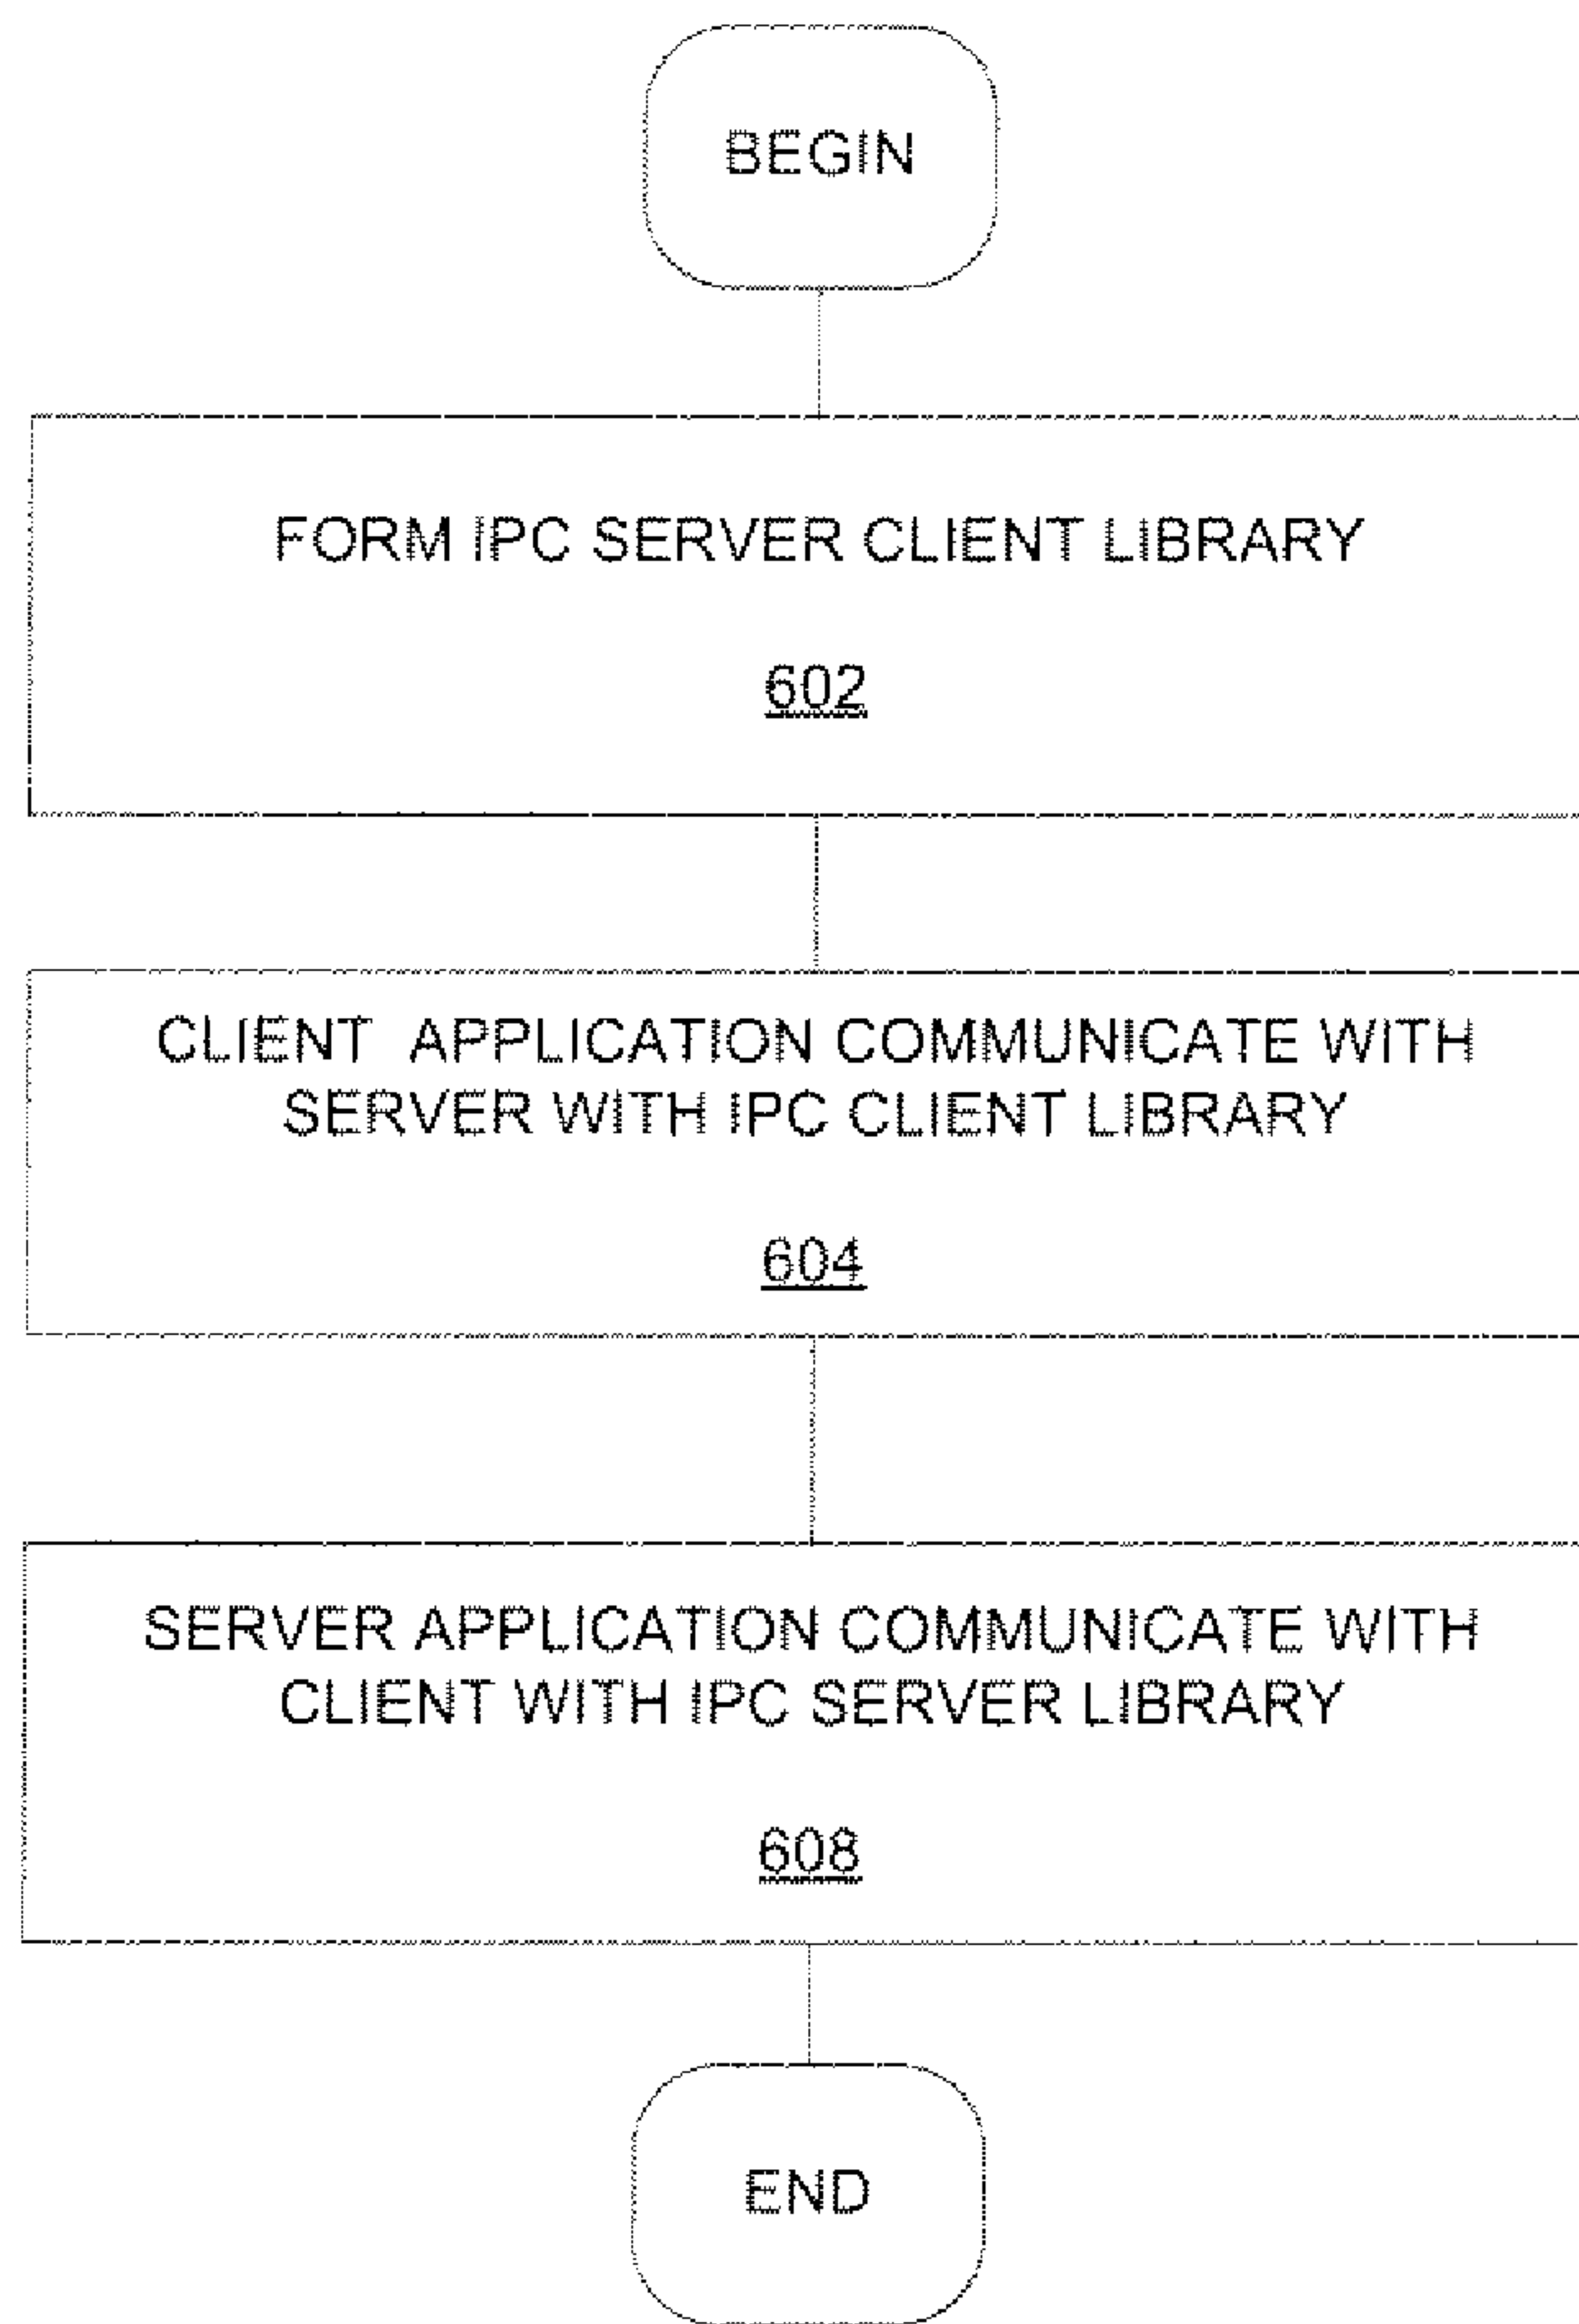 BEGIN
FORM IPC SERVER CLIENT LIBRARY
602
CLIENT APPLICATION COMMUNICATE WITH
SERVER WITH IPC CLIENT LIBRARY
604
SERVER APPLICATION COMMUNICATE WITH
CLIENT WITH IPC SERVER LIBRARY
608
END